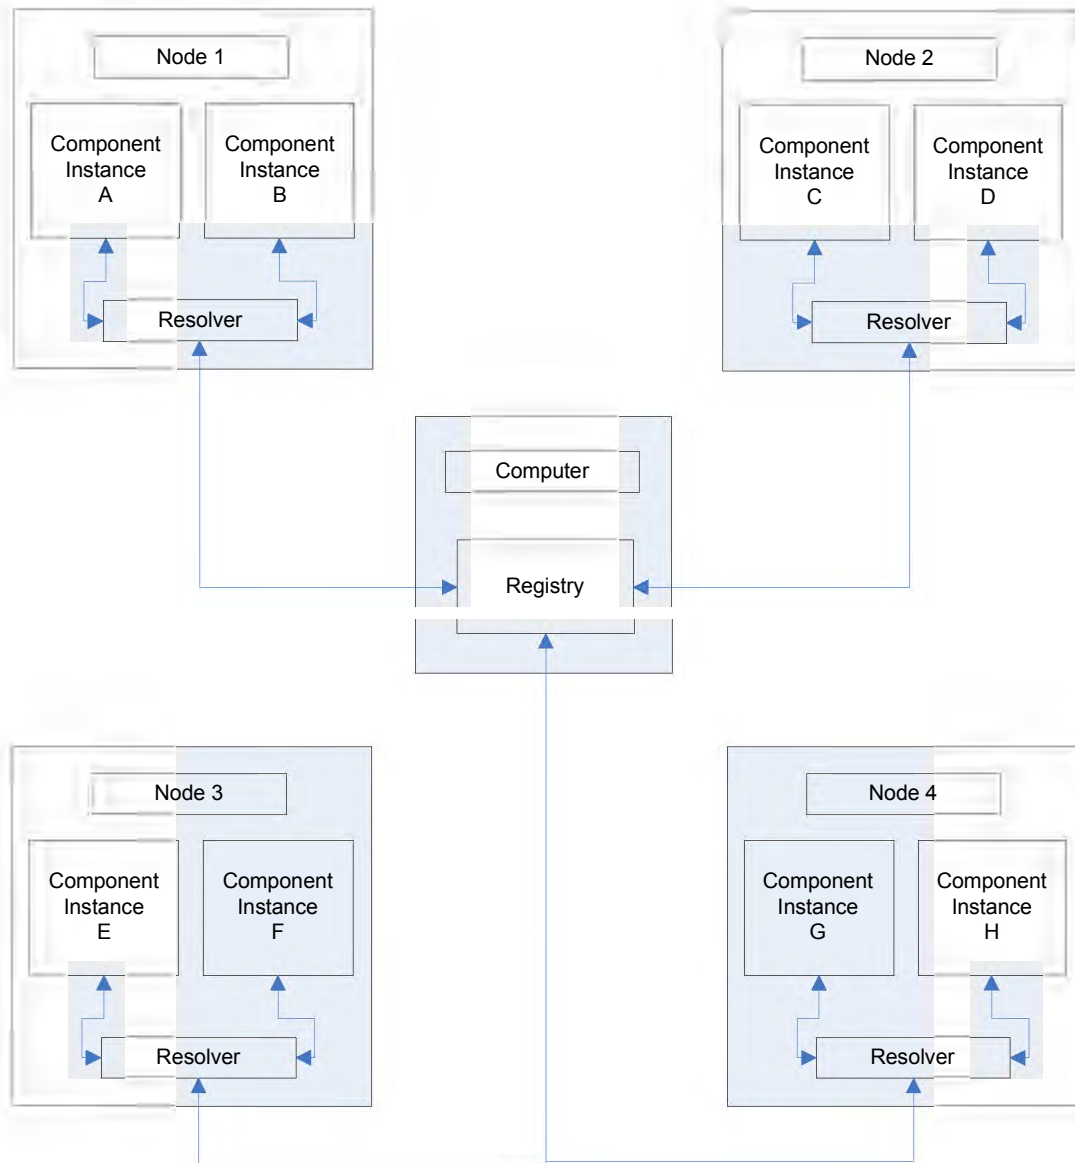 Node 1
Component
Instance
A
Component
Instance
B
Resolver
Node 2
Component
Instance
C
Component
Instance
D
Resolver
Computer
Registry
Node 3
Component
Instance
E
Component
Instance
F
Resolver
Node 4
Component
Instance
G
Component
Instance
H
Resolver